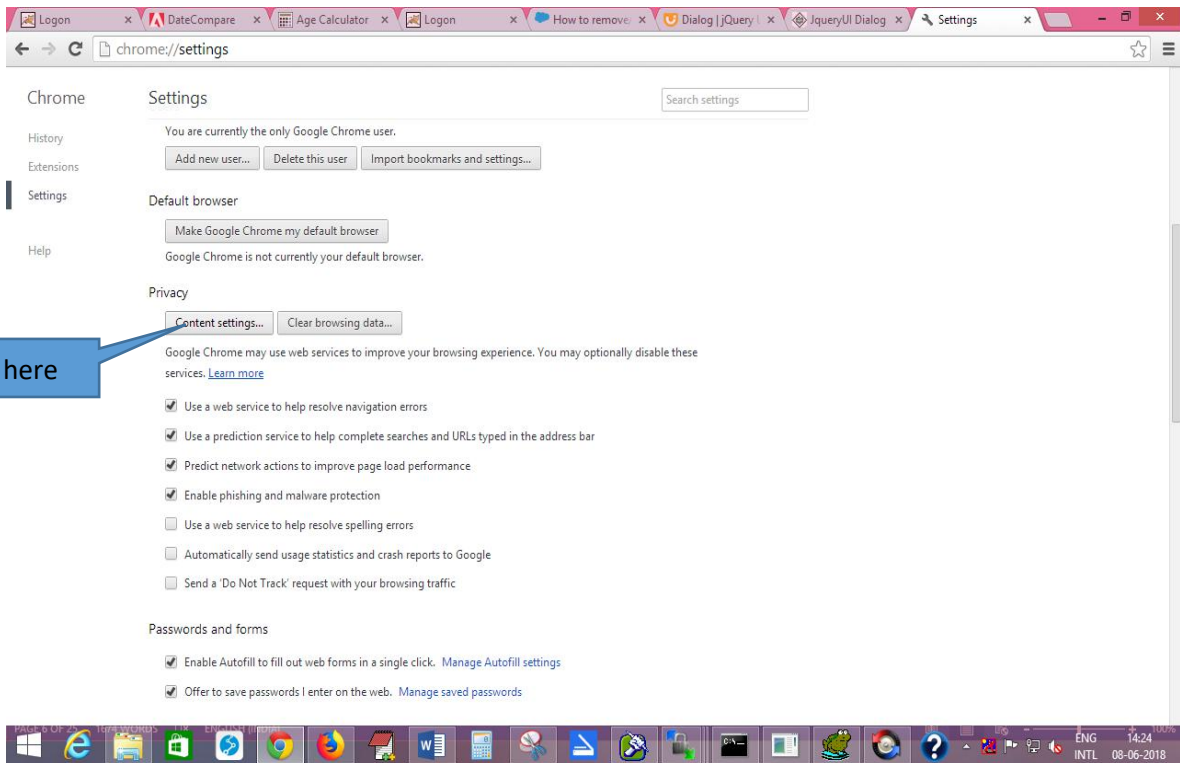 Logon
DateCompare
Age Calculator
Logon
How to remove
Dialog | jQuery
JqueryUI Dialog
Settings
chrome://settings
Chrome
Settings
Search settings
History
Extensions
Settings
Help
You are currently the only Google Chrome user.
Add new user... Delete this user Import bookmarks and settings...
Default browser
Make Google Chrome my default browser
Google Chrome is not currently your default browser.
Privacy
Content settings... Clear browsing data...
here
Google Chrome may use web services to improve your browsing experience. You may optionally disable these
services. Learn more
Use a web service to help resolve navigation errors
Use a prediction service to help complete searches and URLs typed in the address bar
Predict network actions to improve page load performance
Enable phishing and malware protection
Use a web service to help resolve spelling errors
Automatically send usage statistics and crash reports to Google
Send a 'Do Not Track' request with your browsing traffic
Passwords and forms
Enable Autofill to fill out web forms in a single click. Manage Autofill settings
Offer to save passwords I enter on the web. Manage saved passwords
PAGE 6 OF 25 WORDS ENGLISH 100%
ENG 14:24
INTL 08-06-2018